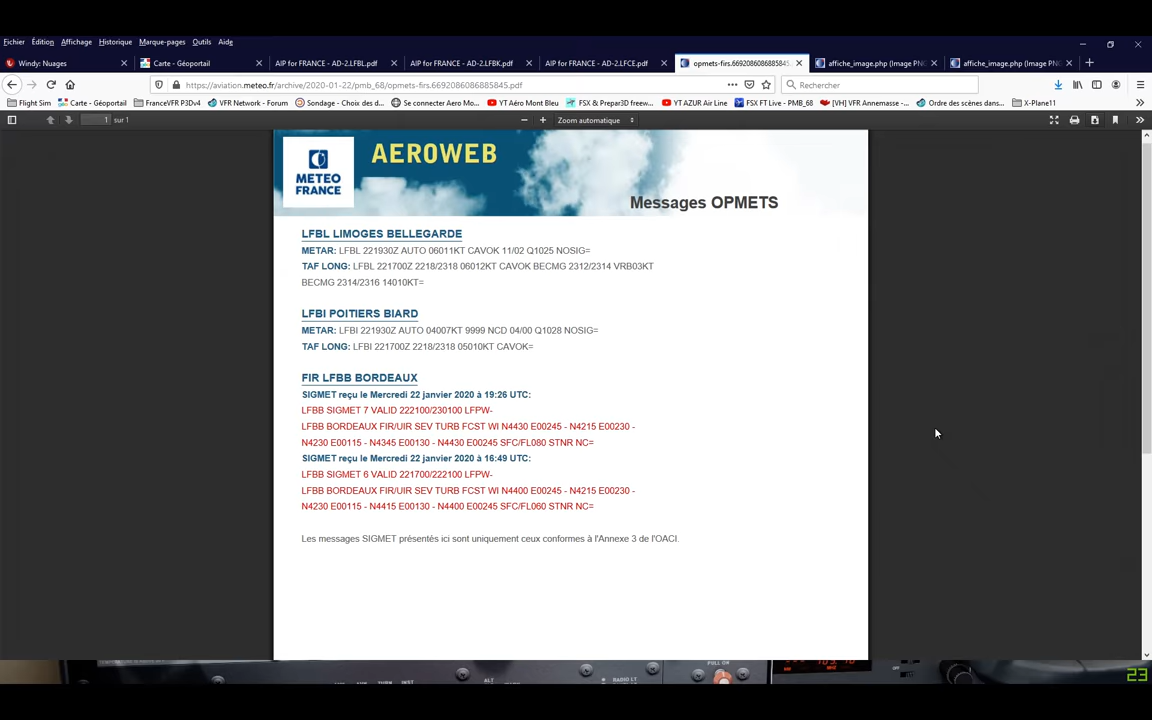 Fichier Édition Affichage Historique Marque-pages Outils Aide
Windy: Nuages
Carte - Géoportail
AIP for FRANCE - AD-2.LFBL.pdf
AIP for FRANCE - AD-2.LFBK.pdf
AIP for FRANCE - AD-2.LFCE.pdf
opmets-firs.6692086086885845
affiche_image.php (Image PN
affiche_image.php (Image PN
https://aviation.meteo.fr/archive/2020-01-22/pmb_68/opmets-firs.6692086086885845.pdf
Rechercher
Flight Sim
Carte - Géoportail
FranceVFR P3Dv4
VFR Network - Forum
Sondage - Choix des d...
Se connecter Aero Mo...
YT Aéro Mont Bleu
FSX & Prepar3d freew...
YT AZUR Air Line
FSX FT Live - PMB_68
[VH] VFR Annemasse - ...
Ordre des scènes dans...
X-Plane11
1 sur 1
Zoom automatique
METEO
FRANCE
AEROWEB
Messages OPMETS
LFBL LIMOGES BELLEGARDE
METAR: LFBL 221930Z AUTO 06011KT CAVOK 11/02 Q1025 NOSIG=
TAF LONG: LFBL 221700Z 2218/2318 06012KT CAVOK BECMG 2312/2314 VRB03KT
BECMG 2314/2316 14010KT=
LFBI POITIERS BIARD
METAR: LFBI 221930Z AUTO 04007KT 9999 NCD 04/00 Q1028 NOSIG=
TAF LONG: LFBI 221700Z 2218/2318 05010KT CAVOK=
FIR LFBB BORDEAUX
SIGMET reçu le Mercredi 22 janvier 2020 à 19:26 UTC:
LFBB SIGMET 7 VALID 222100/230100 LFPW-
LFBB BORDEAUX FIR/UIR SEV TURB FCST WI N4430 E00245 - N4215 E00230 -
N4230 E00115 - N4345 E00130 - N4430 E00245 SFC/FL080 STNR NC=
SIGMET reçu le Mercredi 22 janvier 2020 à 16:49 UTC:
LFBB SIGMET 6 VALID 221700/222100 LFPW-
LFBB BORDEAUX FIR/UIR SEV TURB FCST WI N4400 E00245 - N4215 E00230 -
N4230 E00115 - N4415 E00130 - N4400 E00245 SFC/FL060 STNR NC=
Les messages SIGMET présentés ici sont uniquement ceux conformes à l'Annexe 3 de l'OACI.
PULL ON
ALT
RADIO LT
23